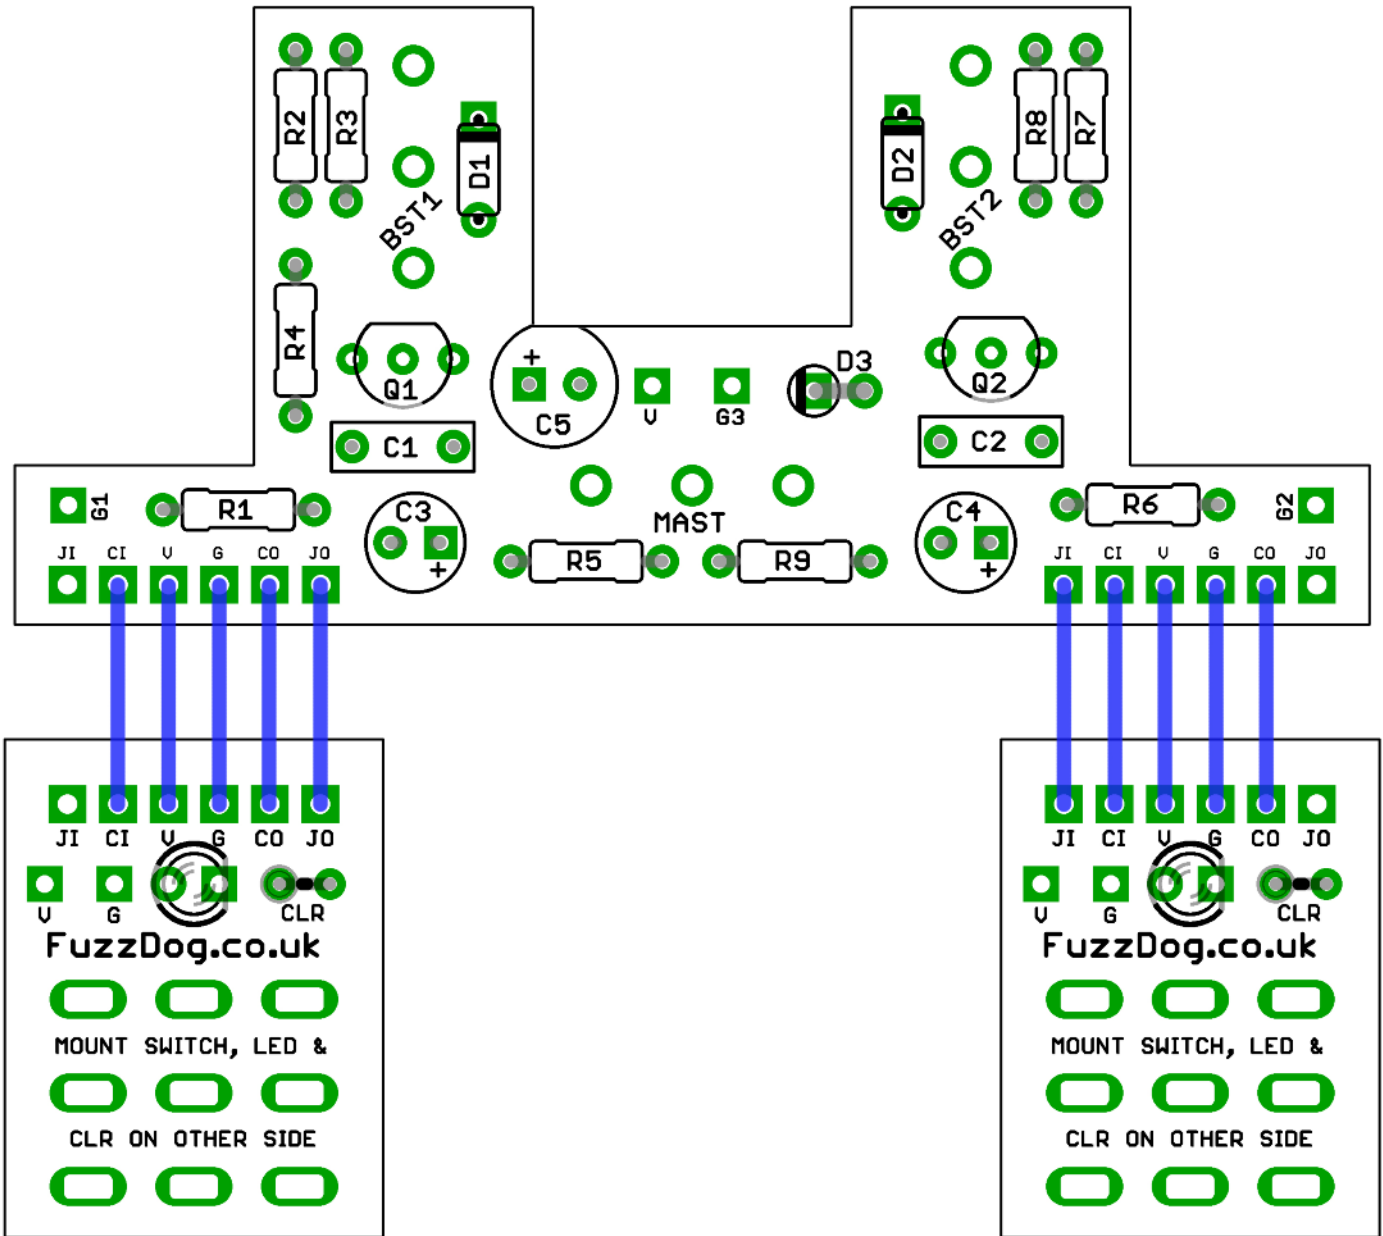 R2 R3 D1 BST1
D2 BST2 R8 R7
R4 Q1 + C5 V G3 D3 Q2
C1 C2
G1 R1 C3 + MAST C4 + R6 G2
R5 R9
JI CI V G CO JO
JI CI V G CO JO
JI CI V G CO JO
V G CLR
FuzzDog.co.uk
MOUNT SWITCH, LED &
CLR ON OTHER SIDE
JI CI V G CO JO
V G CLR
FuzzDog.co.uk
MOUNT SWITCH, LED &
CLR ON OTHER SIDE